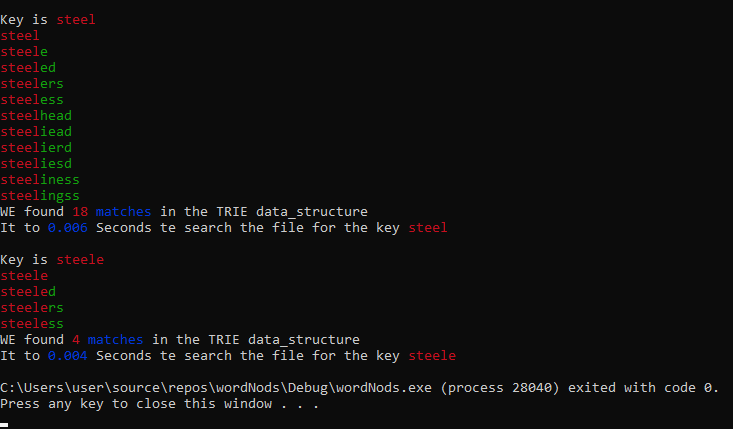 Key is steel
steel
steele
steeled
steelers
steeless
steelhead
steeliead
steelierd
steeliesd
steeliness
steelingss
WE found 18 matches in the TRIE data_structure
It to 0.006 Seconds te search the file for the key steel
Key is steele
steele
steeled
steelers
steeless
WE found 4 matches in the TRIE data_structure
It to 0.004 Seconds te search the file for the key steele
C:\Users\user\source\repos\wordNods\Debug\wordNods.exe (process 28040) exited with code 0.
Press any key to close this window . . .